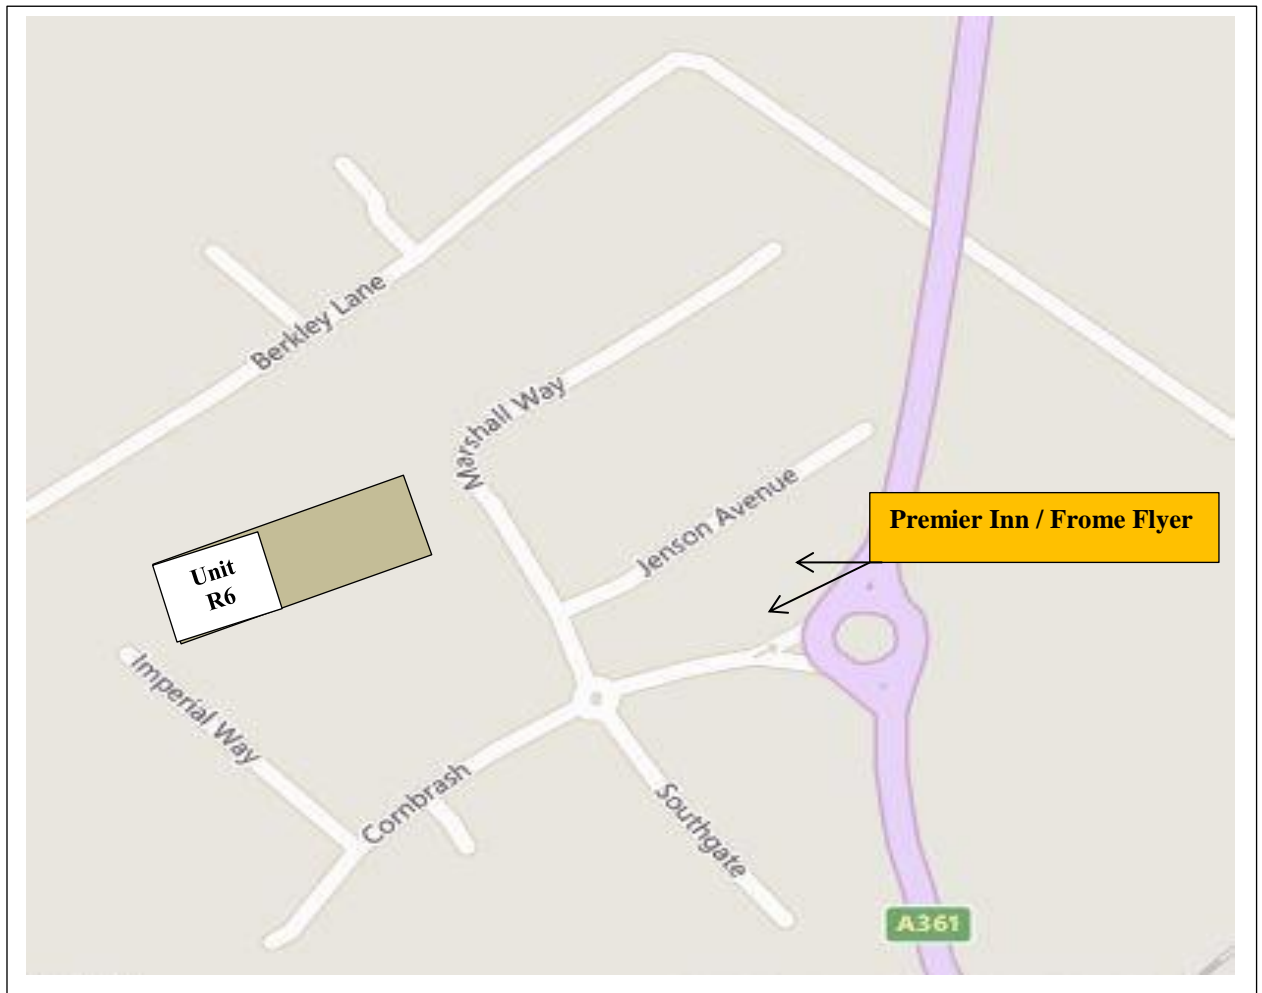 Berkley Lane
Marshall Way
Jenson Avenue
Premier Inn / Frome Flyer
Unit
R6
Imperial Way
Cornbrash
Southgate
A361